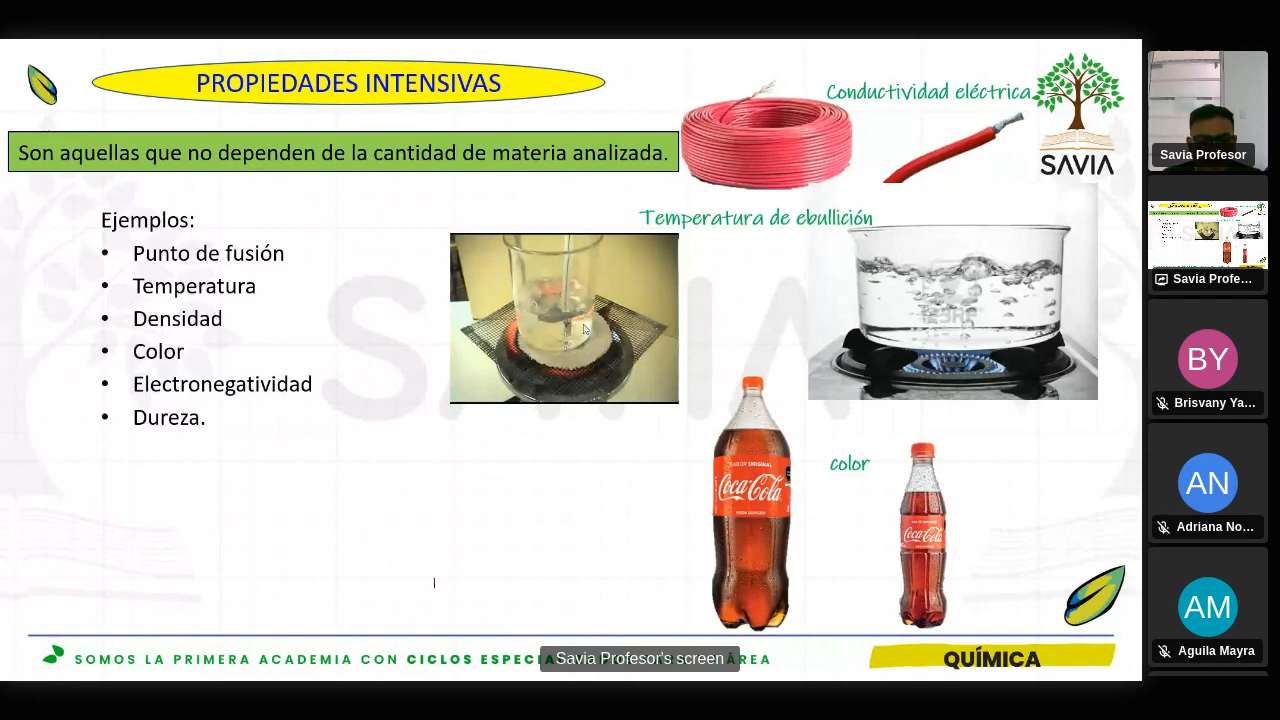 PROPIEDADES INTENSIVAS
Conductividad eléctrica
SAVIA
Son aquellas que no dependen de la cantidad de materia analizada.
Ejemplos:
• Punto de fusión
• Temperatura
• Densidad
• Color
• Electronegatividad
• Dureza.
Temperatura de ebullición
color
SABOR ORIGINAL
Coca-Cola
Coca-Cola
SOMOS LA PRIMERA ACADEMIA CON CICLOS ESPECI
ÁREA
Savia Profesor's screen
QUÍMICA
Savia Profesor
Savia Profe...
BY
Brisvany Ya...
AN
Adriana No...
AM
Aguila Mayra